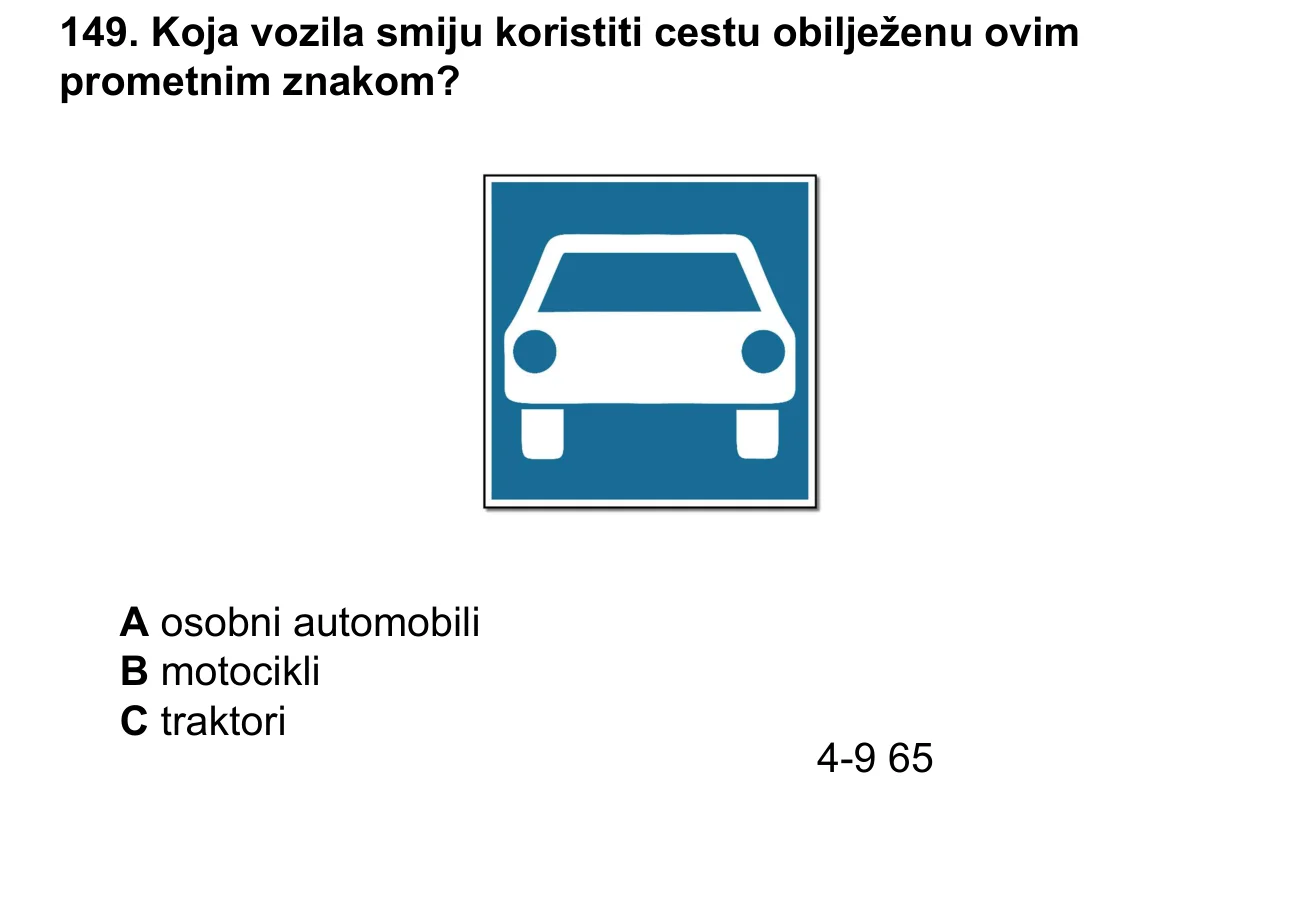 149. Koja vozila smiju koristiti cestu obilježenu ovim
prometnim znakom?
A osobni automobili
B motocikli
C traktori
4-9 65